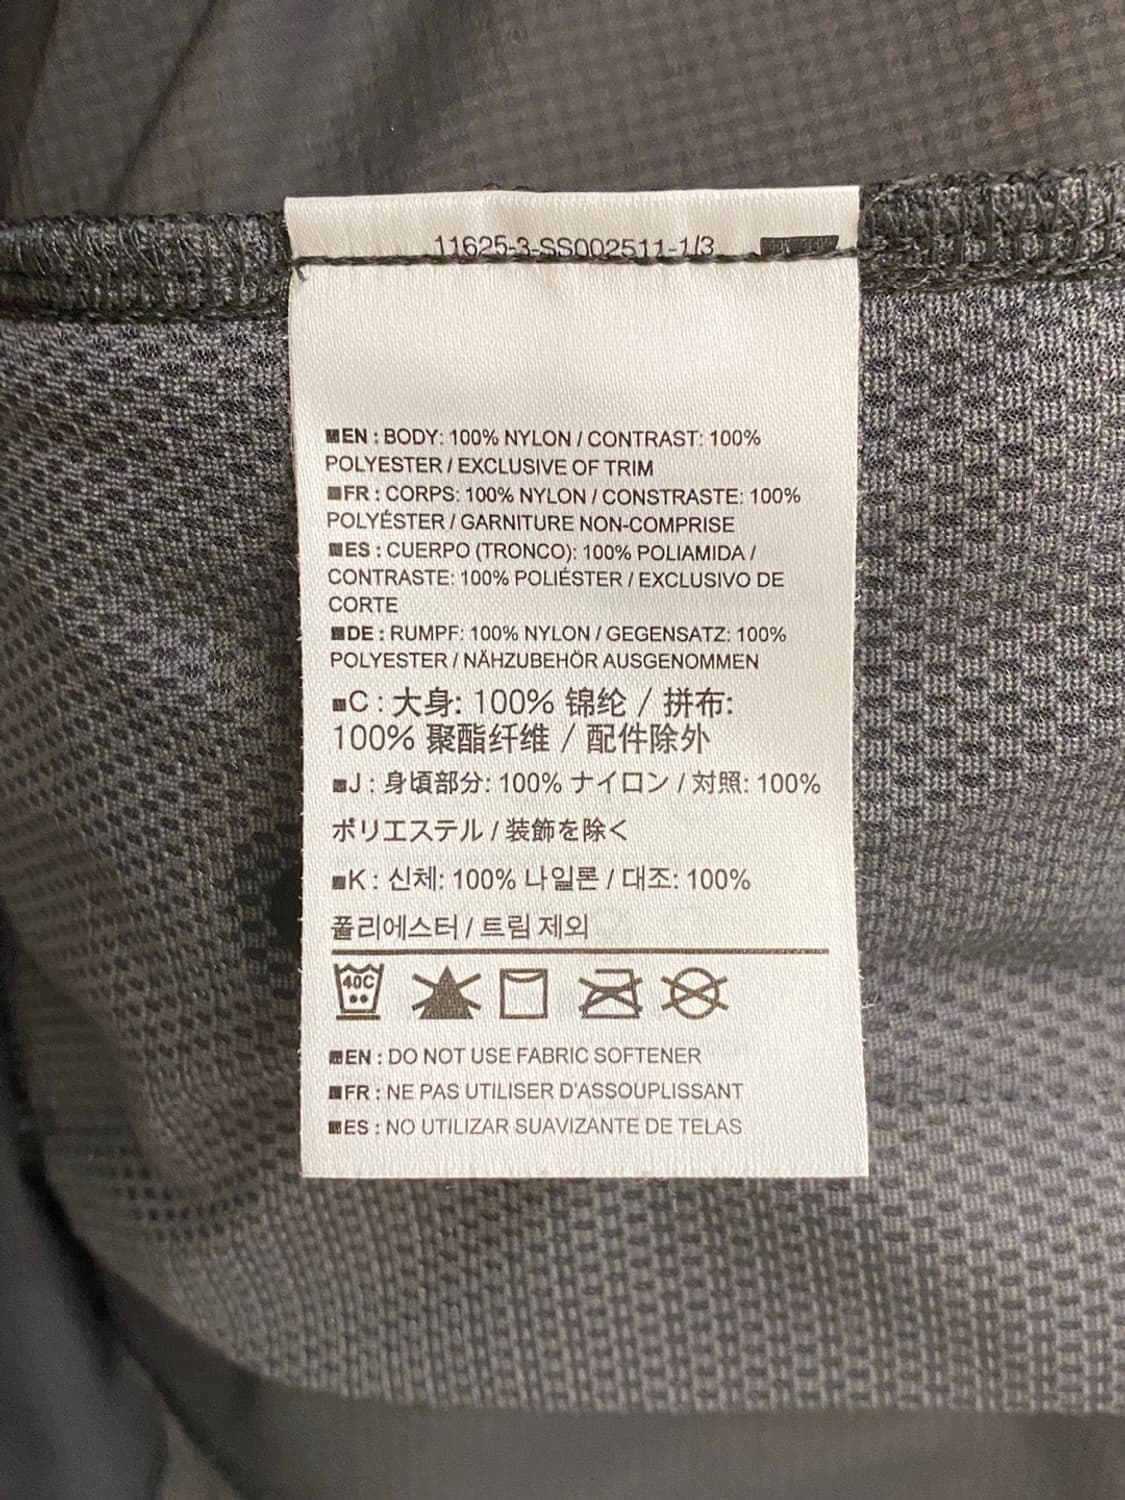 11625-3-SS002511-1/3
EN : BODY: 100% NYLON / CONTRAST: 100%
POLYESTER / EXCLUSIVE OF TRIM
FR : CORPS: 100% NYLON / CONSTRASTE: 100%
POLYÉSTER / GARNITURE NON-COMPRISE
ES : CUERPO (TRONCO): 100% POLIAMIDA /
CONTRASTE: 100% POLIÉSTER / EXCLUSIVO DE
CORTE
DE : RUMPF: 100% NYLON / GEGENSATZ: 100%
POLYESTER / NÄHZUBEHÖR AUSGENOMMEN
C : 大身: 100% 锦纶 / 拼布:
100% 聚酯纤维 / 配件除外
J : 身頃部分: 100% ナイロン / 対照: 100%
ポリエステル / 装飾を除く
K : 신체: 100% 나일론 / 대조: 100%
폴리에스터 / 트림 제외
40C
EN : DO NOT USE FABRIC SOFTENER
FR : NE PAS UTILISER D'ASSOUPLISSANT
ES : NO UTILIZAR SUAVIZANTE DE TELAS